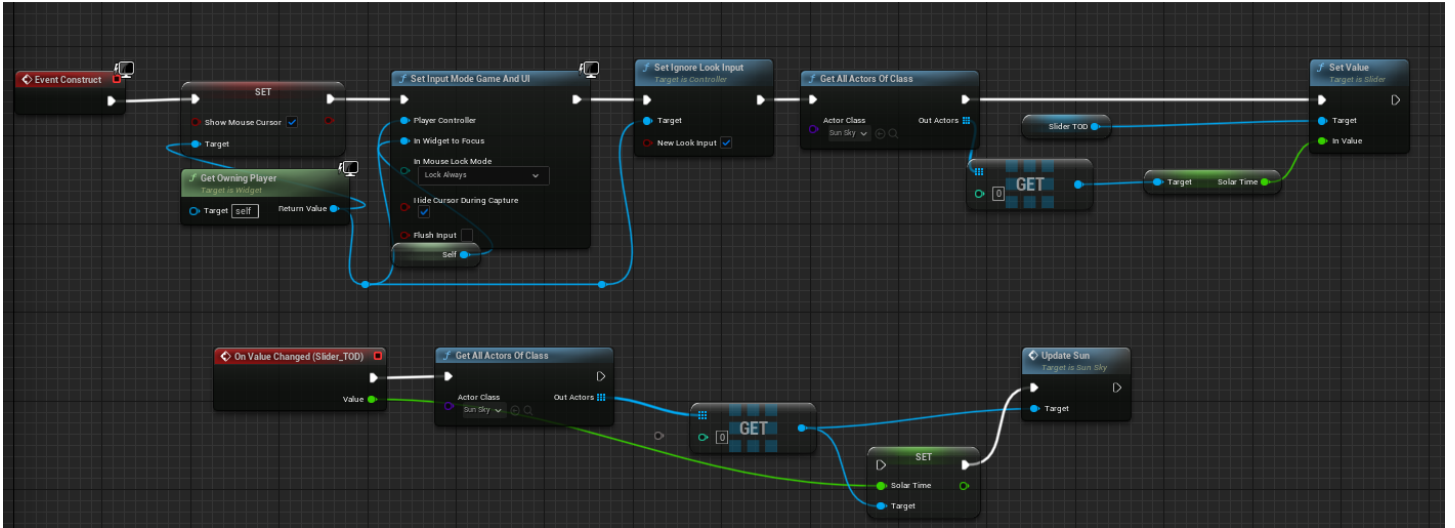 Event Construct
SET
Show Mouse Cursor
Target
f Get Owning Player
Target is Widget
Target self
Return Value
f Set Input Mode Game And UI
Player Controller
In Widget to Focus
In Mouse Lock Mode
Lock Always
Hide Cursor During Capture
Flush Input
Self
f Set Ignore Look Input
Target is Controller
Target
New Look Input
f Get All Actors Of Class
Actor Class
Sun Sky
Out Actors
0
GET
Slider TOD
Target
Solar Time
f Set Value
Target is Slider
Target
In Value
On Value Changed (Slider_TOD)
Value
f Get All Actors Of Class
Actor Class
Sun Sky
Out Actors
0
GET
SET
Solar Time
Target
Update Sun
Target is Sun Sky
Target